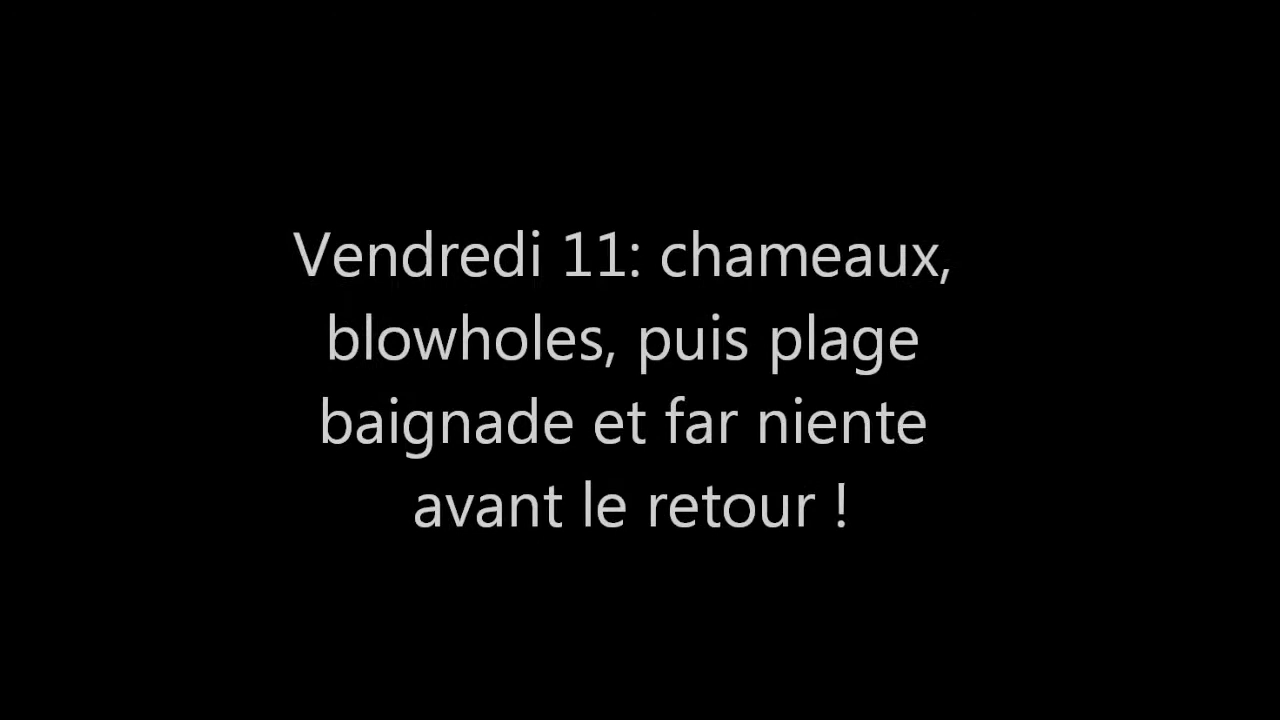 Vendredi 11: chameaux,
blowholes, puis plage
baignade et far niente
avant le retour !